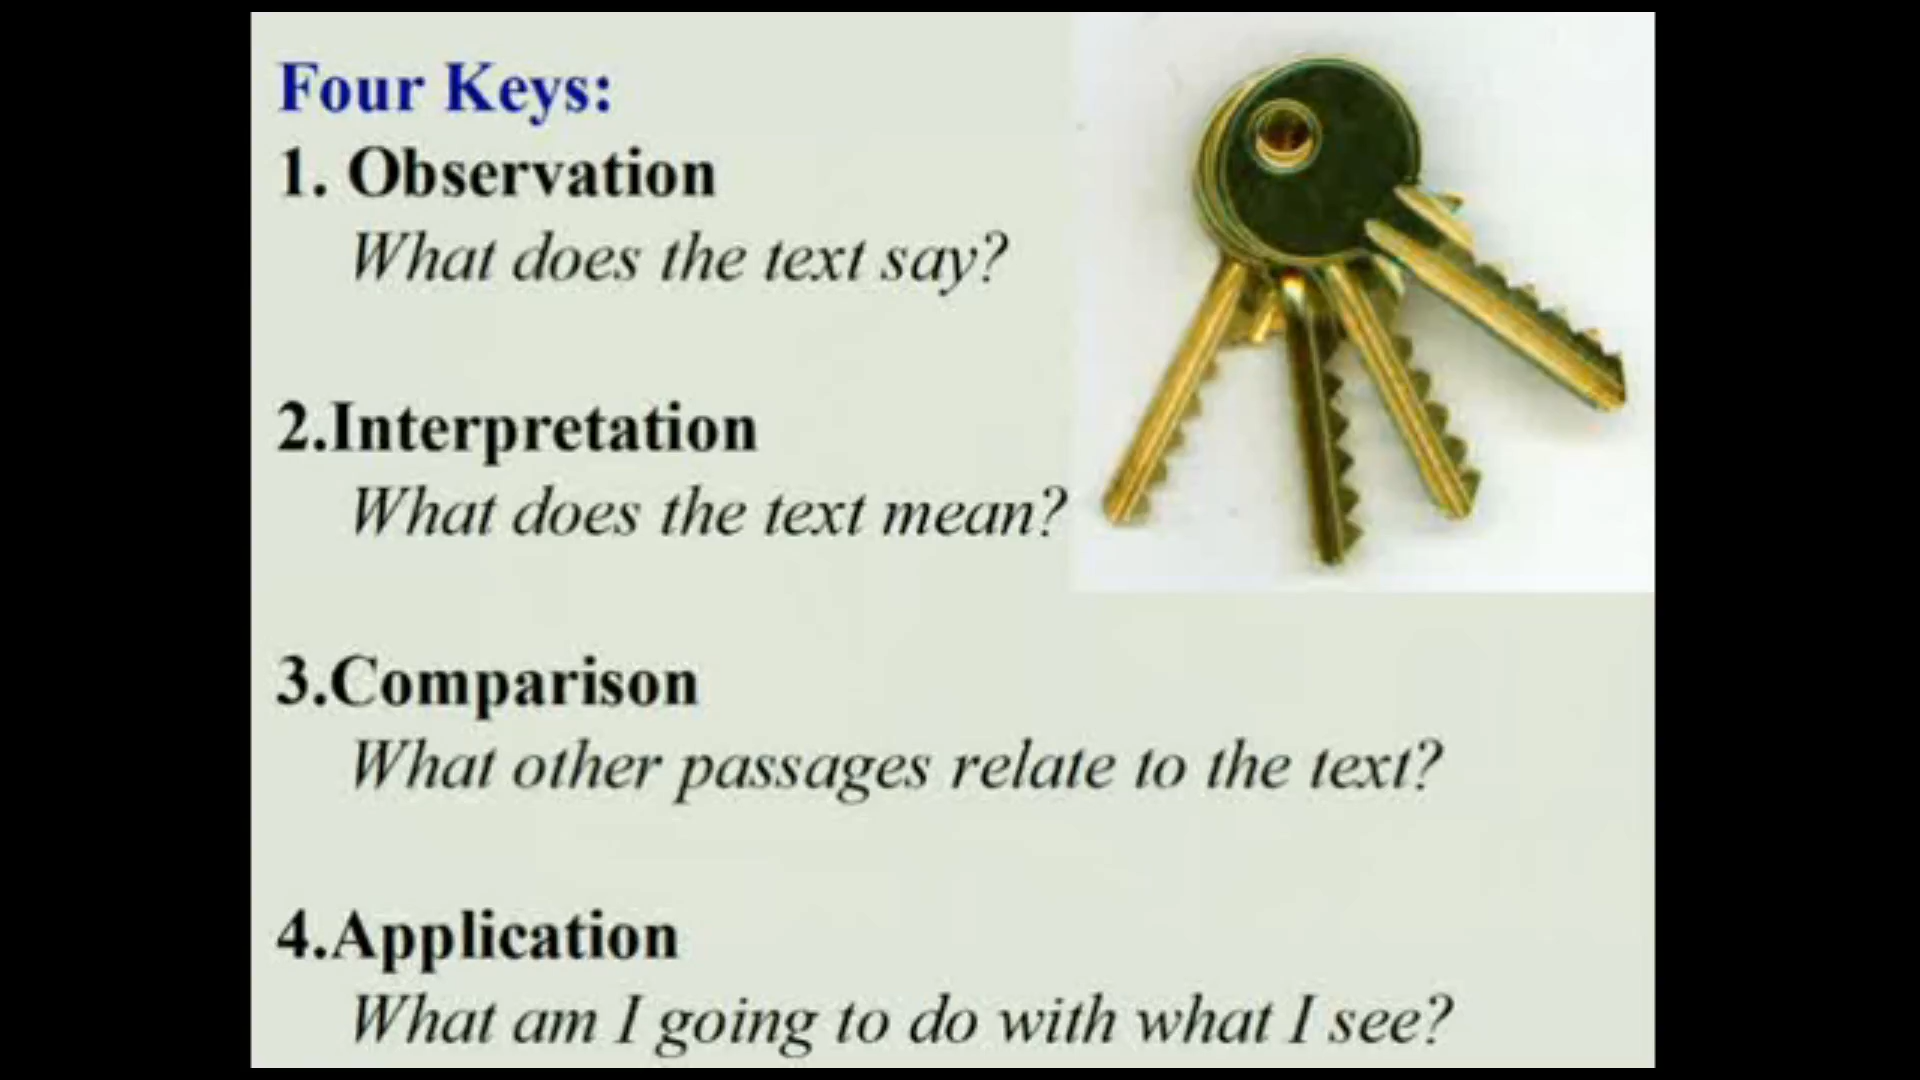 Four Keys:
1. Observation
What does the text say?
2.Interpretation
What does the text mean?
3.Comparison
What other passages relate to the text?
4.Application
What am I going to do with what I see?